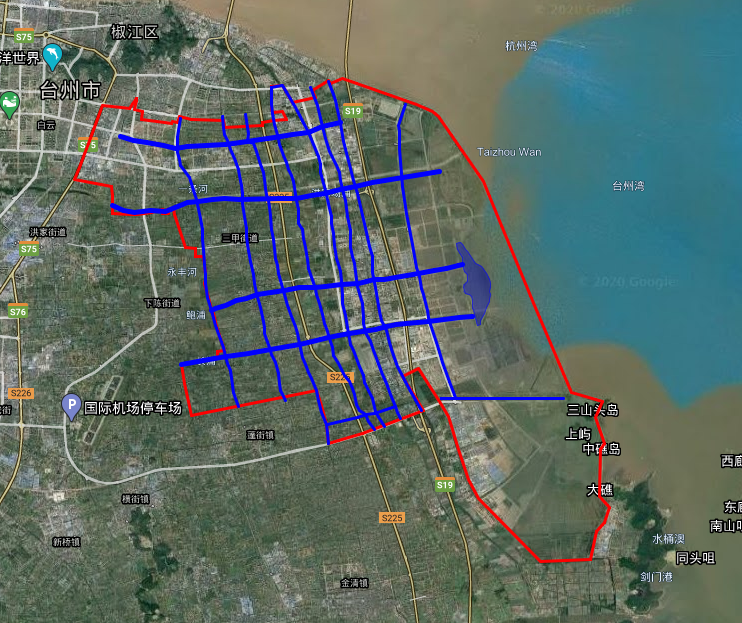 © 2020 Google
S75
椒江区
杭州湾
洋世界
台州市
S19
白云
S75
Taizhou Wan
台州湾
一条河
洪家街道
三甲街道
S75
永丰河
© 2020 Google
下陈街道
S76
鲍浦
S225
S226
P 国际机场停车场
三山头岛
蓬街镇
上屿
中礁岛
西廊
S19
大礁
横街镇
东廊
S225
南山咀
水桶澳
新桥镇
同头咀
剑门港
金清镇